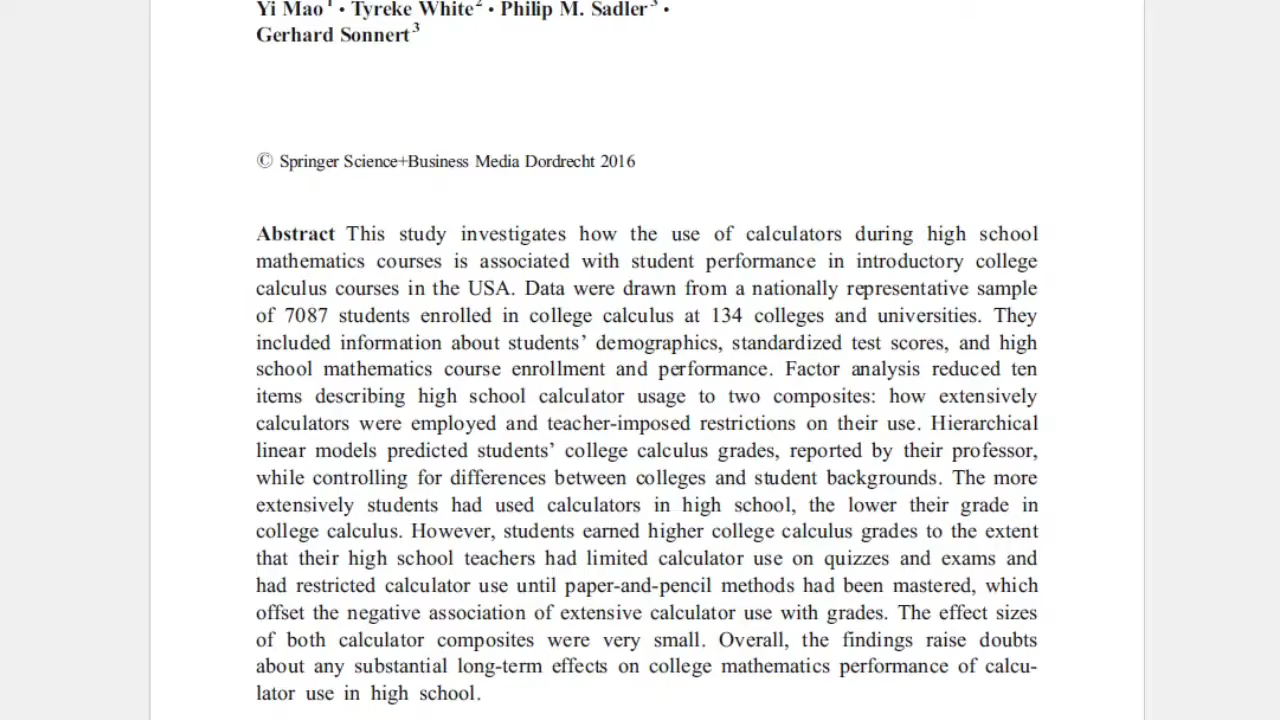 Yi Mao 1 • Tyreke White 2 • Philip M. Sadler 3 •
Gerhard Sonnert 3
© Springer Science+Business Media Dordrecht 2016
Abstract This study investigates how the use of calculators during high school
mathematics courses is associated with student performance in introductory college
calculus courses in the USA. Data were drawn from a nationally representative sample
of 7087 students enrolled in college calculus at 134 colleges and universities. They
included information about students' demographics, standardized test scores, and high
school mathematics course enrollment and performance. Factor analysis reduced ten
items describing high school calculator usage to two composites: how extensively
calculators were employed and teacher-imposed restrictions on their use. Hierarchical
linear models predicted students' college calculus grades, reported by their professor,
while controlling for differences between colleges and student backgrounds. The more
extensively students had used calculators in high school, the lower their grade in
college calculus. However, students earned higher college calculus grades to the extent
that their high school teachers had limited calculator use on quizzes and exams and
had restricted calculator use until paper-and-pencil methods had been mastered, which
offset the negative association of extensive calculator use with grades. The effect sizes
of both calculator composites were very small. Overall, the findings raise doubts
about any substantial long-term effects on college mathematics performance of calcu-
lator use in high school.